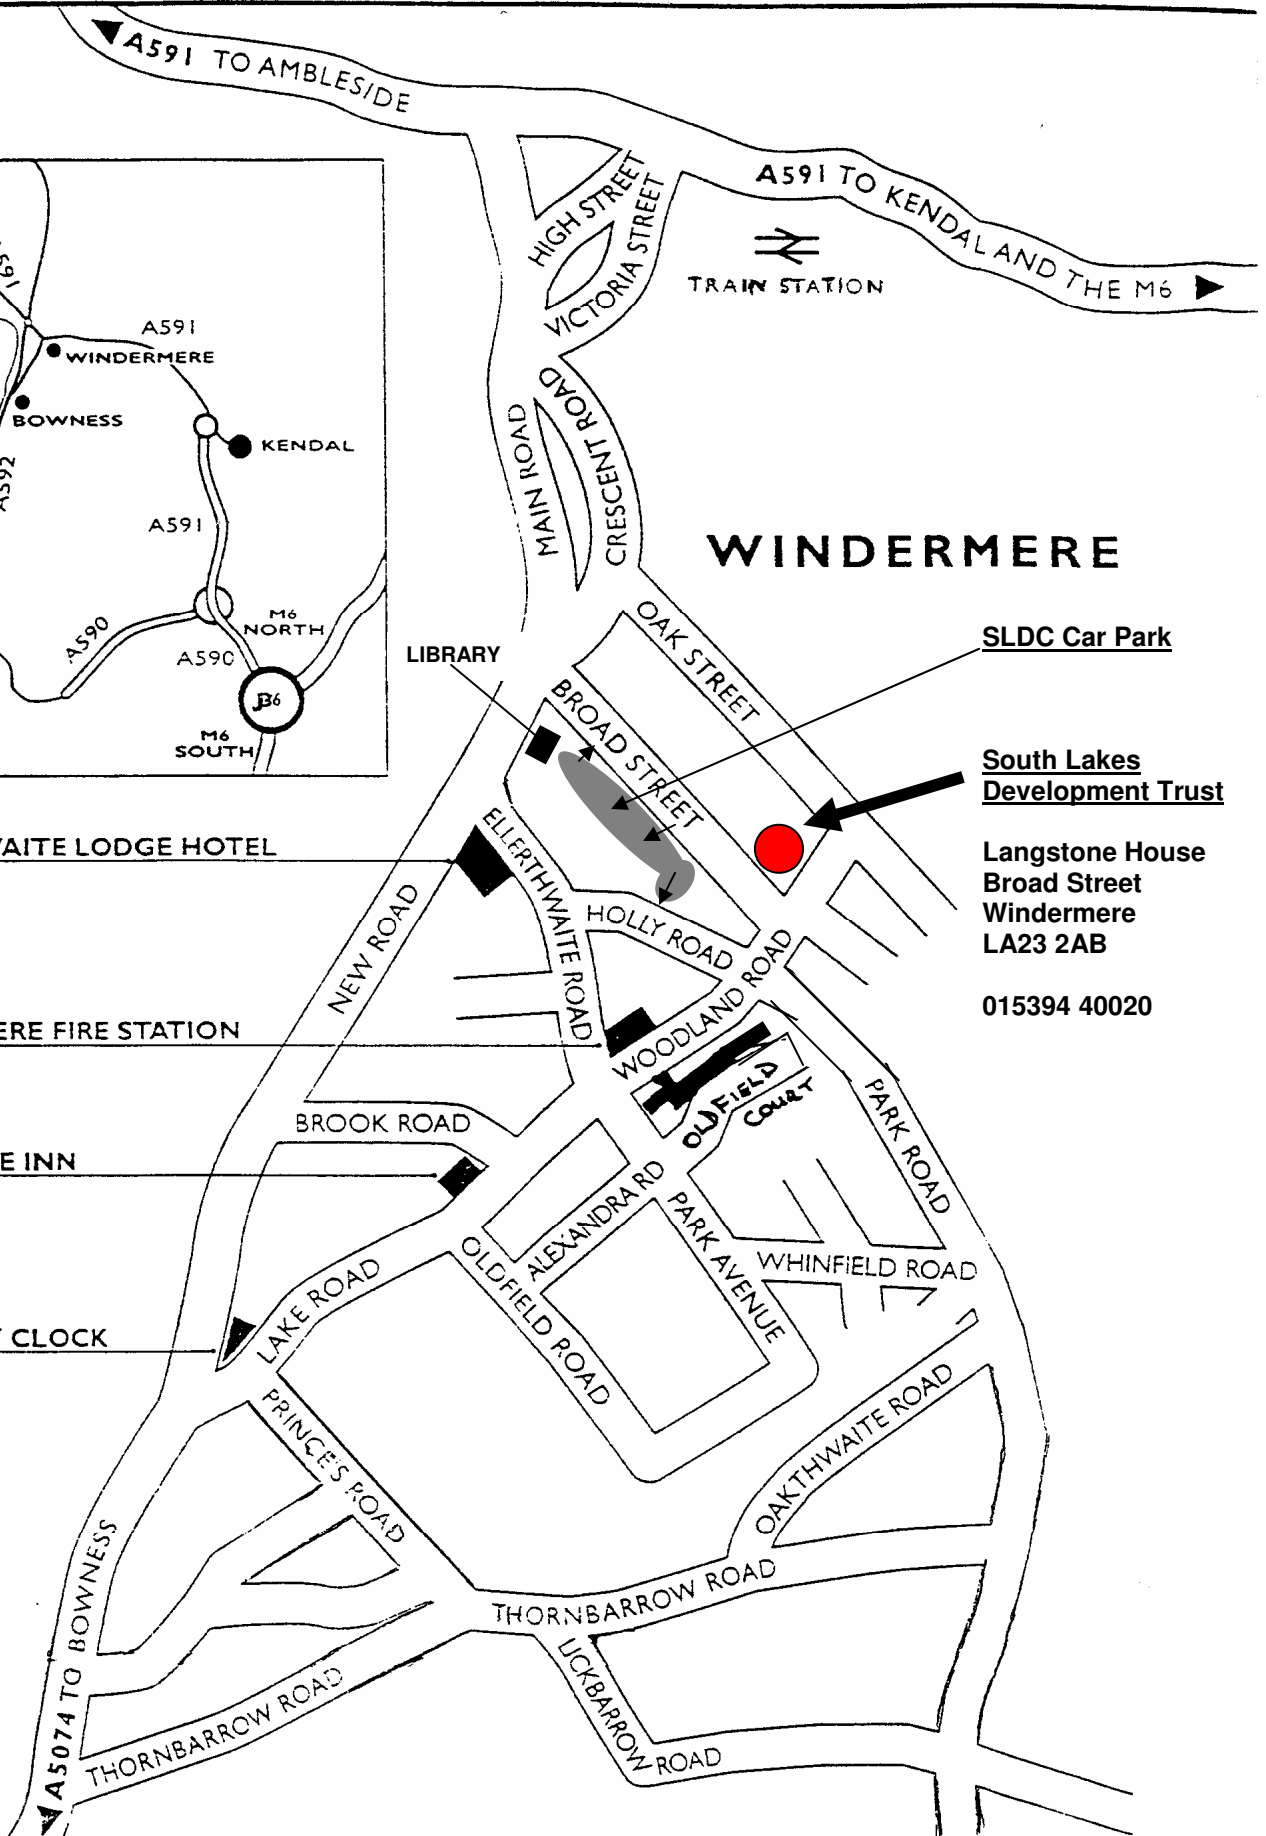 A591 TO AMBLESIDE
A591 TO KENDAL AND THE M6
HIGH STREET
VICTORIA STREET
TRAIN STATION
A591
WINDERMERE
BOWNESS
KENDAL
A591
A592
A590
A590
M6
NORTH
M6
SOUTH
591
CRESCENT ROAD
MAIN ROAD
WINDERMERE
OAK STREET
SLDC Car Park
LIBRARY
BROAD STREET
South Lakes
Development Trust
Langstone House
Broad Street
Windermere
LA23 2AB
015394 40020
AITE LODGE HOTEL
ELLERTHWAITE ROAD
NEW ROAD
HOLLY ROAD
WOODLAND ROAD
ERE FIRE STATION
OLDFIELD
COURT
PARK ROAD
BROOK ROAD
E INN
ALEXANDRA RD
PARK AVENUE
WHINFIELD ROAD
OLDFIELD ROAD
LAKE ROAD
CLOCK
PRINCE'S ROAD
OAKTHWAITE ROAD
THORNBARROW ROAD
A5074 TO BOWNESS
THORNBARROW ROAD
LICKBARROW ROAD